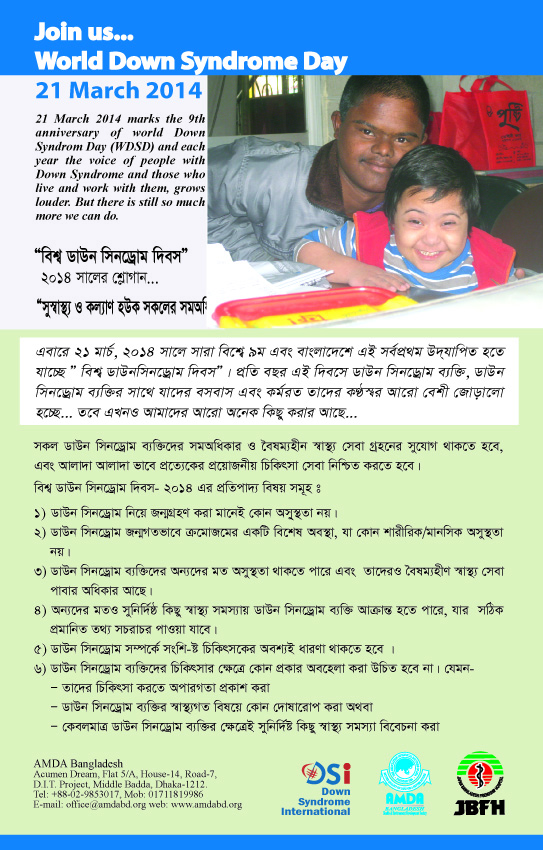 Join us...
World Down Syndrome Day
21 March 2014
21 March 2014 marks the 9th
anniversary of world Down
Syndrom Day (WDSD) and each
year the voice of people with
Down Syndrome and those who
live and work with them, grows
louder. But there is still so much
more we can do.
পুষ্টি
“বিশ্ব ডাউন সিনড্রোম দিবস”
২০১৪ সালের শ্লোগান...
“সুস্বাস্থ্য ও কল্যাণ হউক সকলের সমঅধি
এবারে ২১ মার্চ, ২০১৪ সালে সারা বিশ্বে ৯ম এবং বাংলাদেশে এই সর্বপ্রথম উদ্‌যাপিত হতে
যাচ্ছে ” বিশ্ব ডাউনসিনড্রোম দিবস”। প্রতি বছর এই দিবসে ডাউন সিনড্রোম ব্যক্তি, ডাউন
সিনড্রোম ব্যক্তির সাথে যাদের বসবাস এবং কর্মরত তাদের কণ্ঠস্বর আরো বেশী জোড়ালো
হচ্ছে... তবে এখনও আমাদের আরো অনেক কিছু করার আছে...
সকল ডাউন সিনড্রোম ব্যক্তিদের সমঅধিকার ও বৈষম্যহীন স্বাস্থ্য সেবা গ্রহনের সুযোগ থাকতে হবে,
এবং আলাদা আলাদা ভাবে প্রত্যেকের প্রয়োজনীয় চিকিৎসা সেবা নিশ্চিত করতে হবে।
বিশ্ব ডাউন সিনড্রোম দিবস- ২০১৪ এর প্রতিপাদ্য বিষয় সমূহ ঃ
১) ডাউন সিনড্রোম নিয়ে জন্মগ্রহণ করা মানেই কোন অসুস্থতা নয়।
২) ডাউন সিনড্রোম জন্মগতভাবে ক্রমোজমের একটি বিশেষ অবস্থা, যা কোন শারীরিক/মানসিক অসুস্থতা
নয়।
৩) ডাউন সিনড্রোম ব্যক্তিদের অন্যদের মত অসুস্থতা থাকতে পারে এবং তাদেরও বৈষম্যহীণ স্বাস্থ্য সেবা
পাবার অধিকার আছে।
৪) অন্যদের মতও সুনির্দিষ্ঠ কিছু স্বাস্থ্য সমস্যায় ডাউন সিনড্রোম ব্যক্তি আক্রান্ত হতে পারে, যার সঠিক
প্রমানিত তথ্য সচরাচর পাওয়া যাবে।
৫) ডাউন সিনড্রোম সম্পর্কে সংশি-ষ্ট চিকিৎসকের অবশ্যই ধারণা থাকতে হবে ।
৬) ডাউন সিনড্রোম ব্যক্তিদের চিকিৎসার ক্ষেত্রে কোন প্রকার অবহেলা করা উচিত হবে না। যেমন-
– তাদের চিকিৎসা করতে অপারগতা প্রকাশ করা
– ডাউন সিনড্রোম ব্যক্তির স্বাস্থ্যগত বিষয়ে কোন দোষারোপ করা অথবা
– কেবলমাত্র ডাউন সিনড্রোম ব্যক্তির ক্ষেত্রেই সুনির্দিষ্ট কিছু স্বাস্থ্য সমস্যা বিবেচনা করা
AMDA Bangladesh
Acumen Dream, Flat 5/A, House-14, Road-7,
D.I.T. Project, Middle Badda, Dhaka-1212.
Tel: +88-02-9853017, Mob: 01711819986
E-mail: office@amdabd.org web: www.amdabd.org
DSi
Down
Syndrome
International
AMDA
BANGLADESH
JBFH